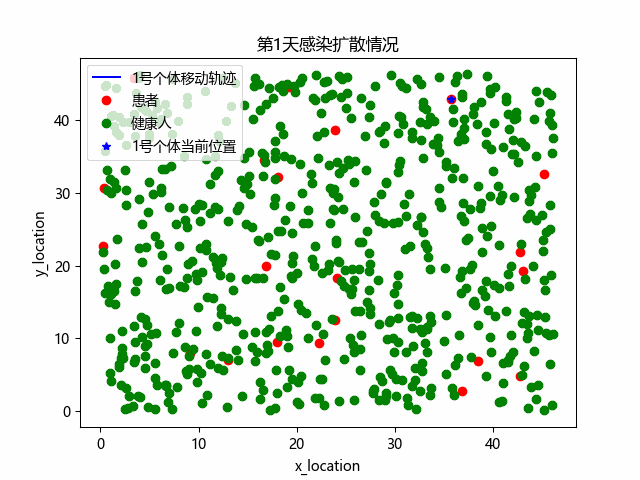 第1天感染扩散情况
1号个体移动轨迹
患者
健康人
1号个体当前位置
y_location
40
30
20
10
0
0 10 20 30 40
x_location